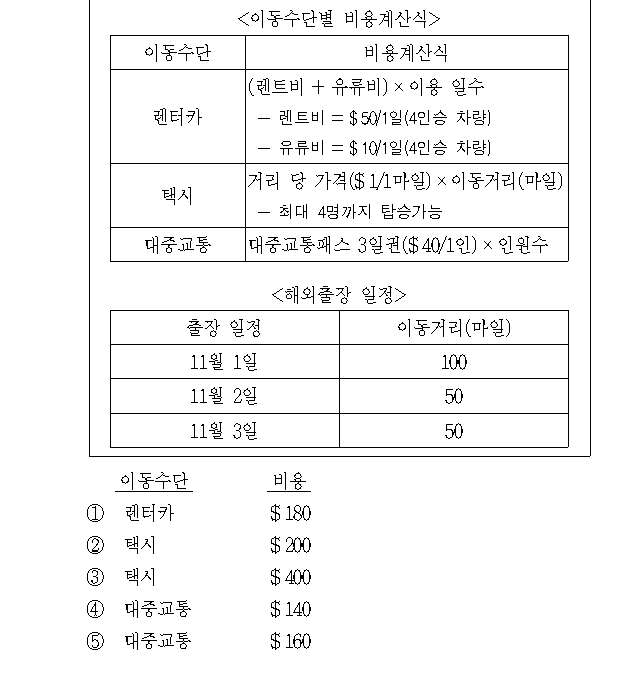 <이동수단별 비용계산식>
이동수단 비용계산식
렌터카 (렌트비 + 유류비) × 이용 일수
- 렌트비 = $50/1일(4인승 차량)
- 유류비 = $10/1일(4인승 차량)
택시 거리 당 가격($1/1마일) × 이동거리(마일)
- 최대 4명까지 탑승가능
대중교통 대중교통패스 3일권($40/1인) × 인원수
<해외출장 일정>
출장 일정 이동거리(마일)
11월 1일 100
11월 2일 50
11월 3일 50
이동수단 비용
① 렌터카 $180
② 택시 $200
③ 택시 $400
④ 대중교통 $140
⑤ 대중교통 $160